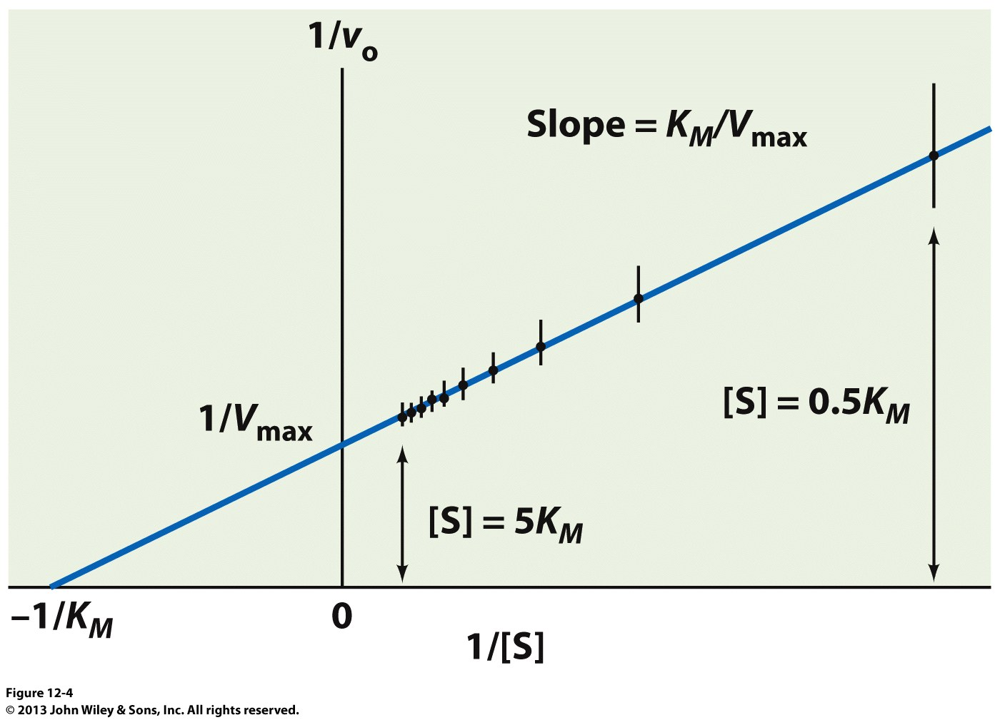 1/vo
Slope = KM/Vmax
[S] = 0.5KM
1/Vmax
[S] = 5KM
–1/KM
0
1/[S]
Figure 12-4
© 2013 John Wiley & Sons, Inc. All rights reserved.